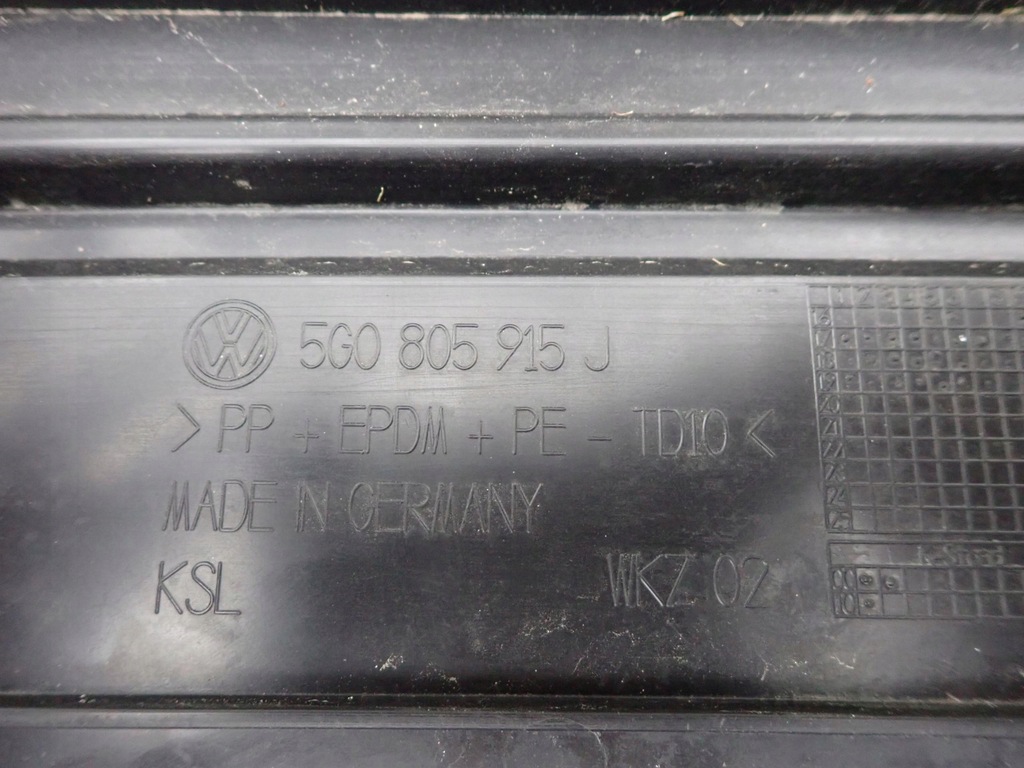 5G0 805 915 J
> PP + EPDM + PE - TD10 <
MADE IN GERMANY
KSL
WKZ 02